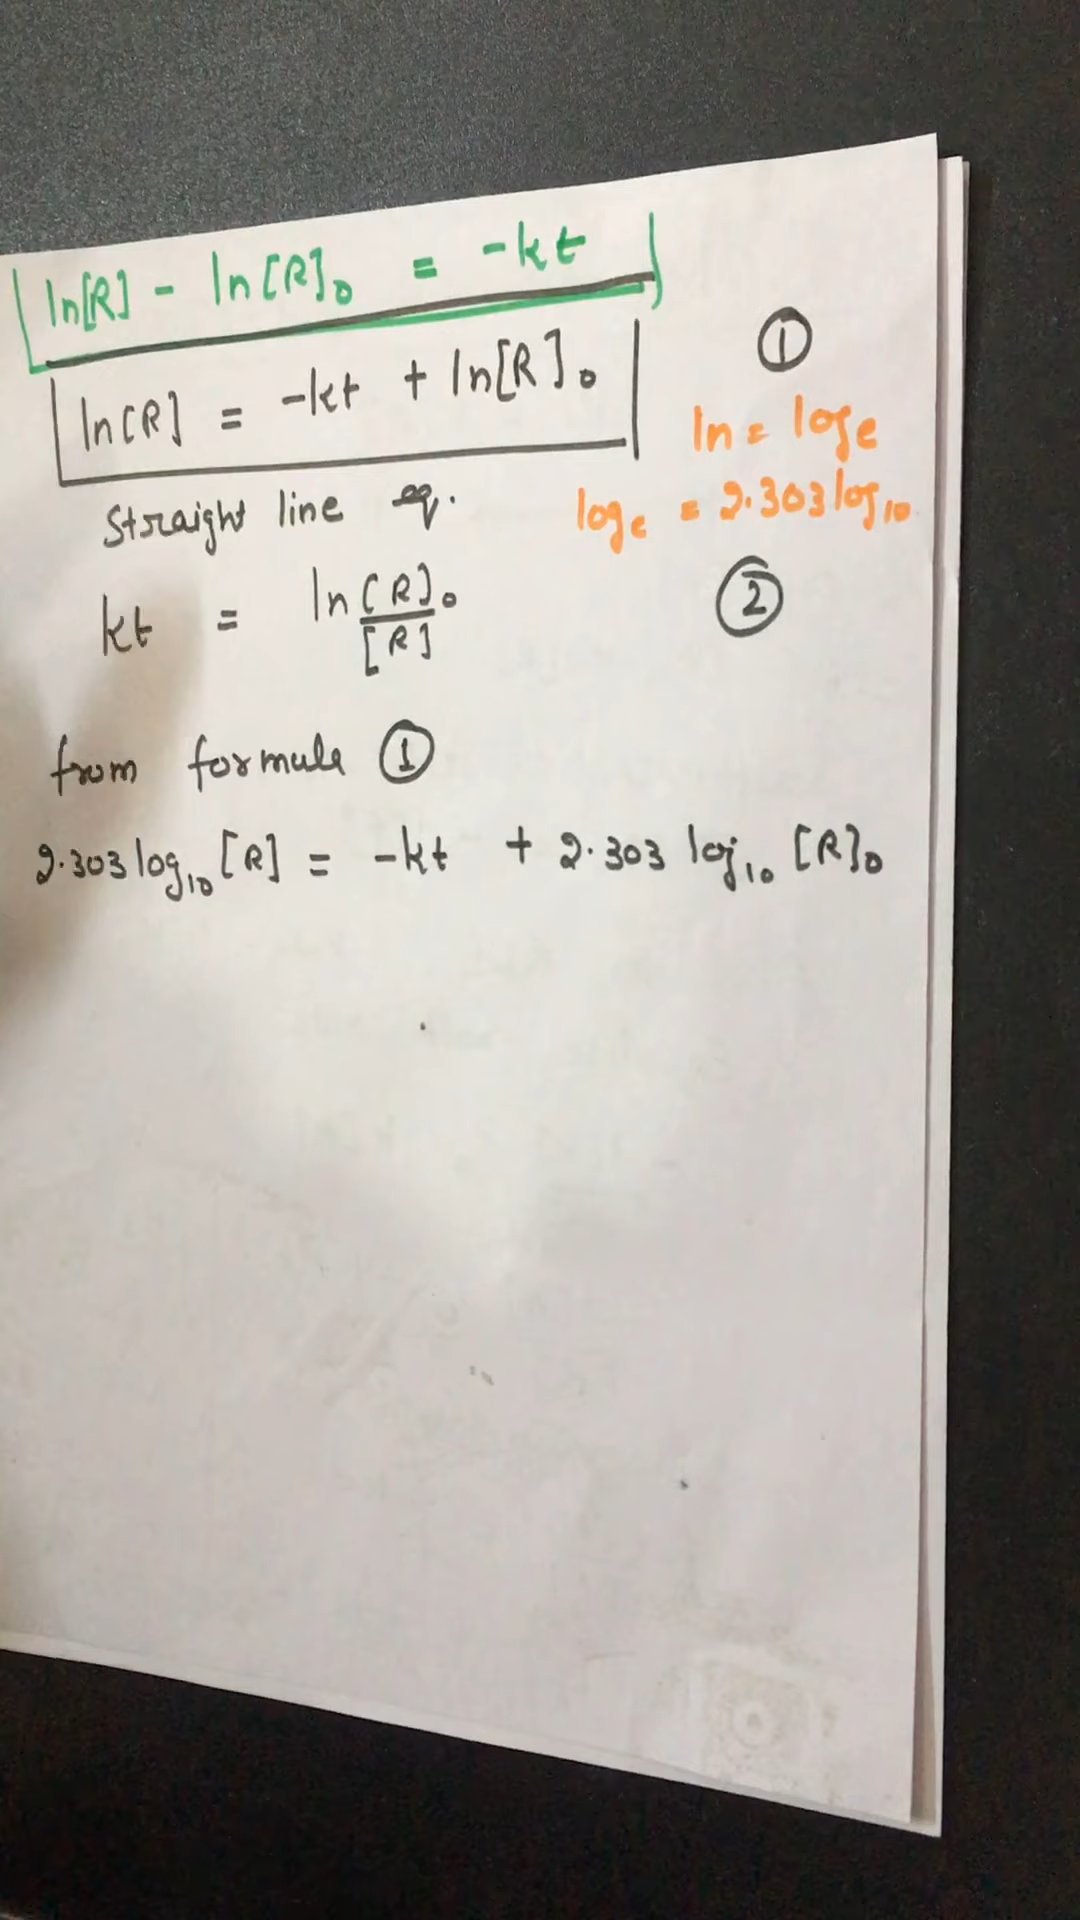 ln[R] - ln[R]₀ = -kt
ln[R] = -kt + ln[R]₀
①
ln = logₑ
Straight line eq.
logₑ = 2.303 log₁₀
kt = ln [R]₀/[R]
②
from formula ①
2.303 log₁₀ [R] = -kt + 2.303 log₁₀ [R]₀